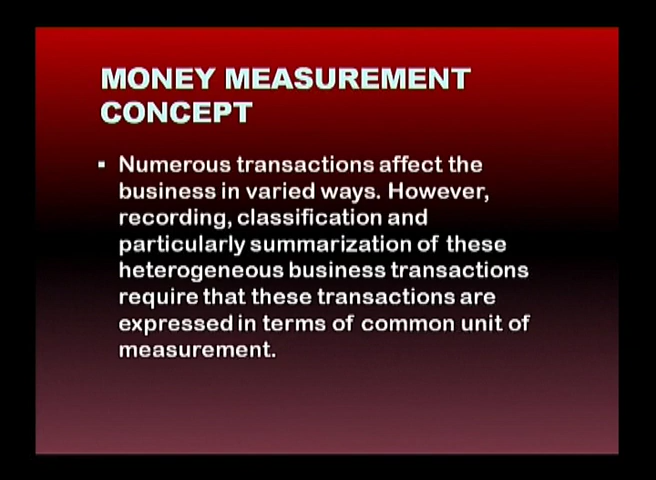 MONEY MEASUREMENT
CONCEPT
▪ Numerous transactions affect the
business in varied ways. However,
recording, classification and
particularly summarization of these
heterogeneous business transactions
require that these transactions are
expressed in terms of common unit of
measurement.